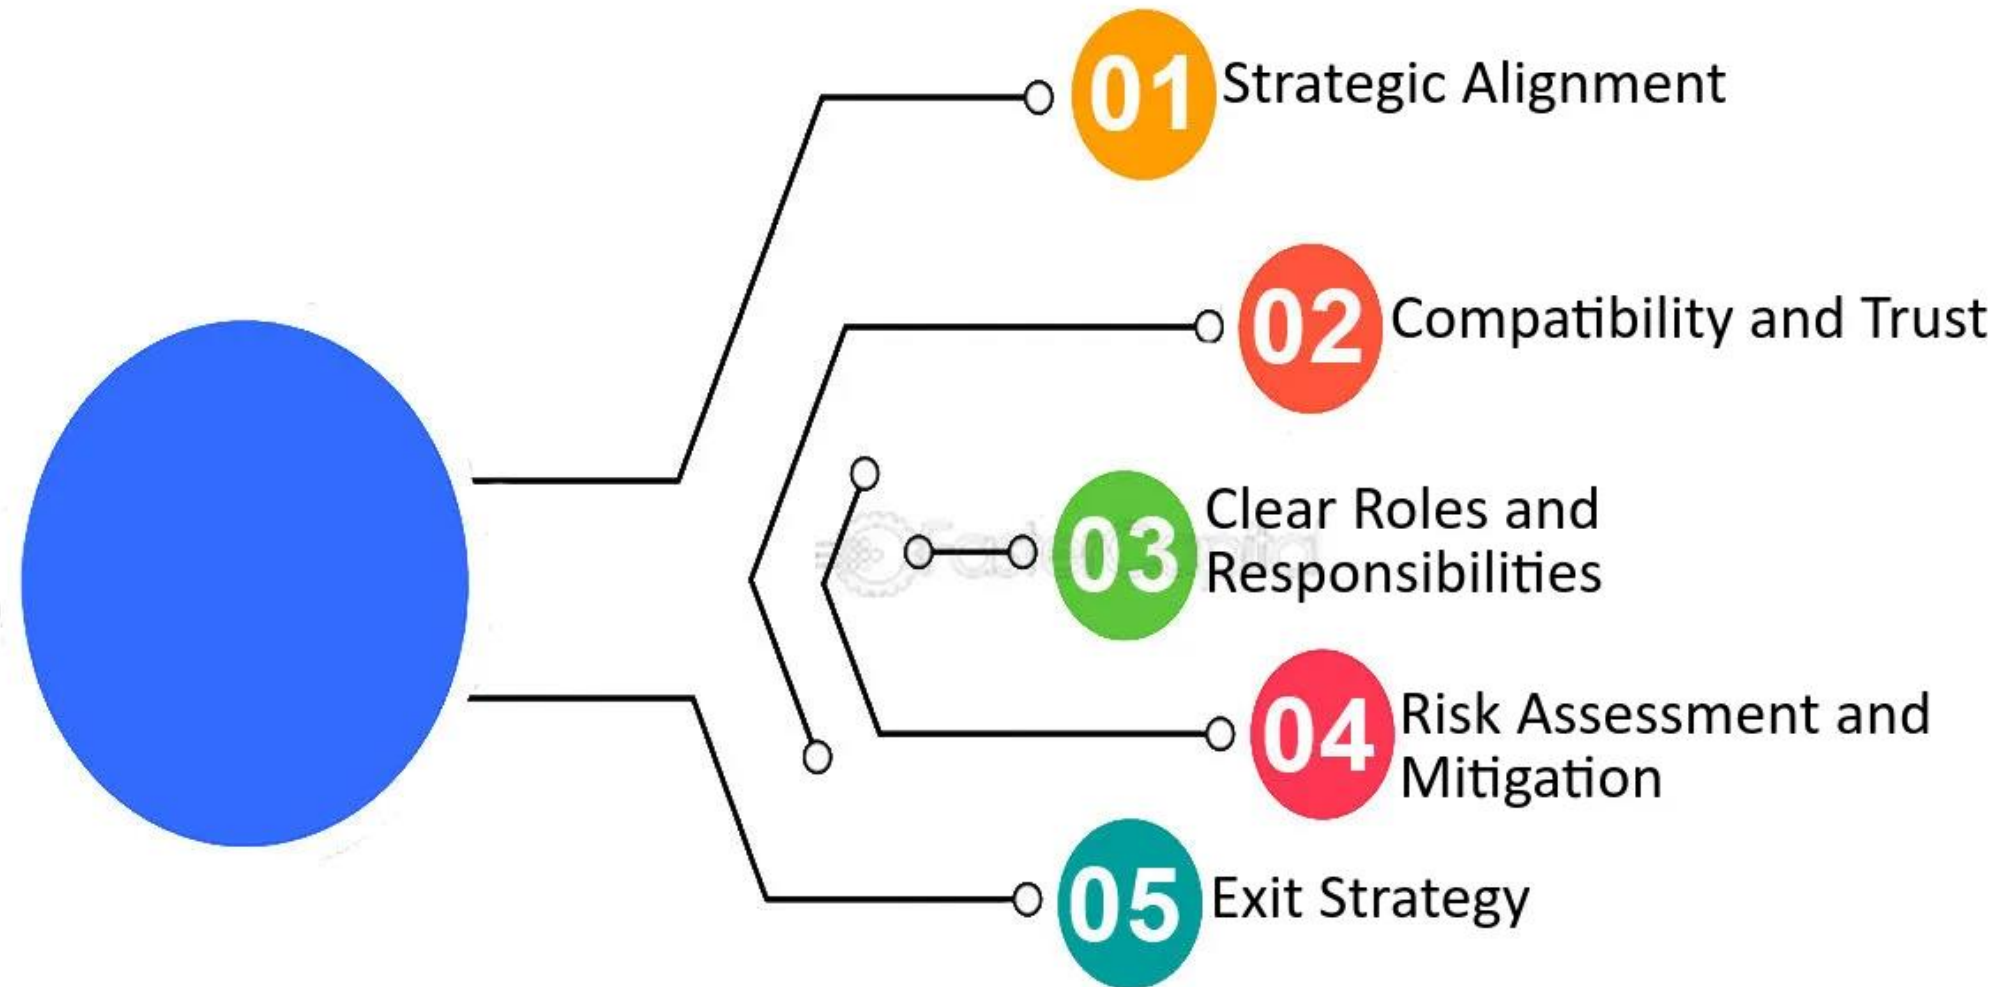 01 Strategic Alignment
02 Compatibility and Trust
03 Clear Roles and
Responsibilities
04 Risk Assessment and
Mitigation
05 Exit Strategy